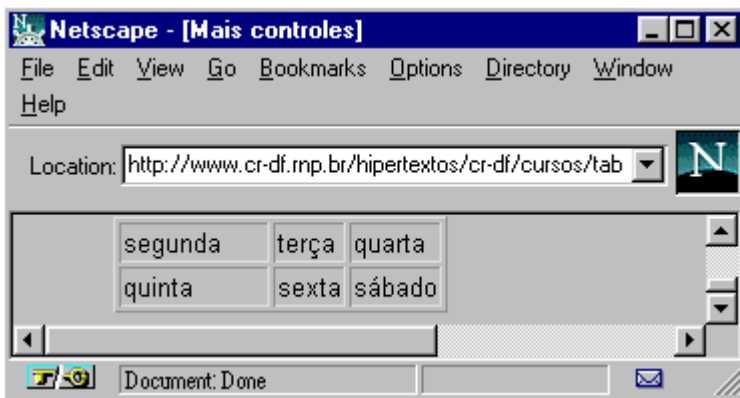 Netscape - [Mais controles]
File Edit View Go Bookmarks Options Directory Window
Help
Location: http://www.cr-df.rnp.br/hipertextos/cr-df/cursos/tab
N
segunda terça quarta
quinta sexta sábado
Document: Done